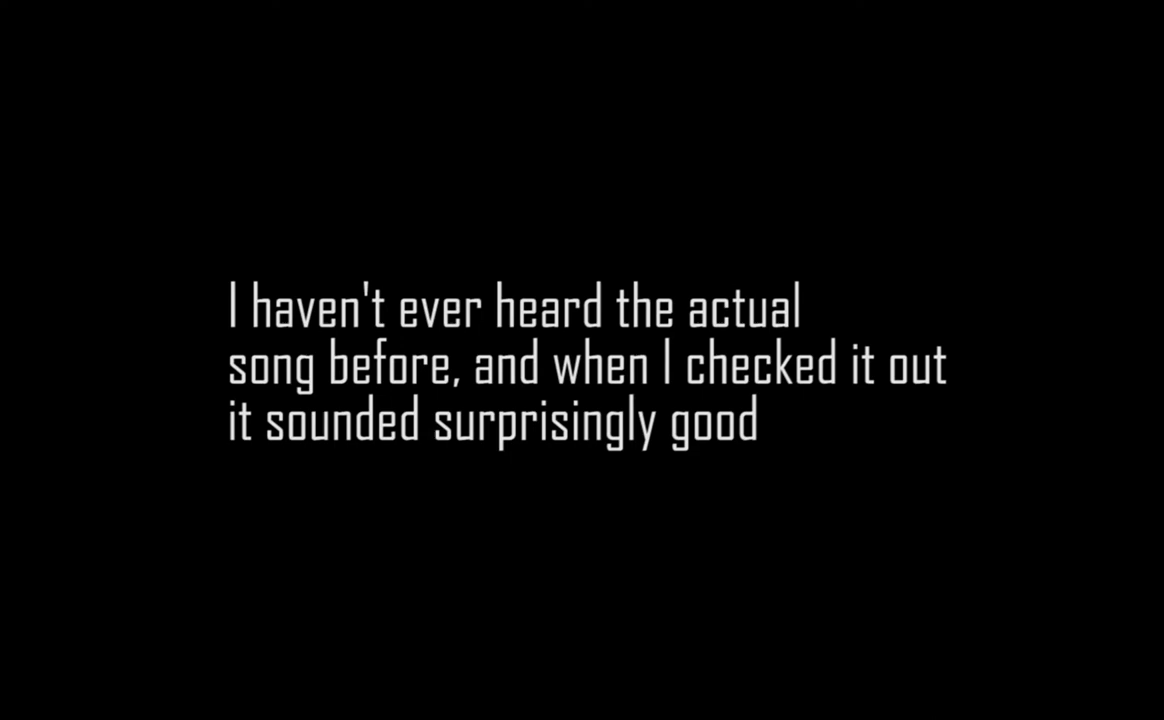 I haven't ever heard the actual
song before, and when I checked it out
it sounded surprisingly good